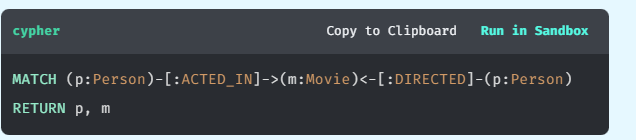 cypher Copy to Clipboard Run in Sandbox
MATCH (p:Person)-[:ACTED_IN]->(m:Movie)<-[:DIRECTED]-(p:Person)
RETURN p, m